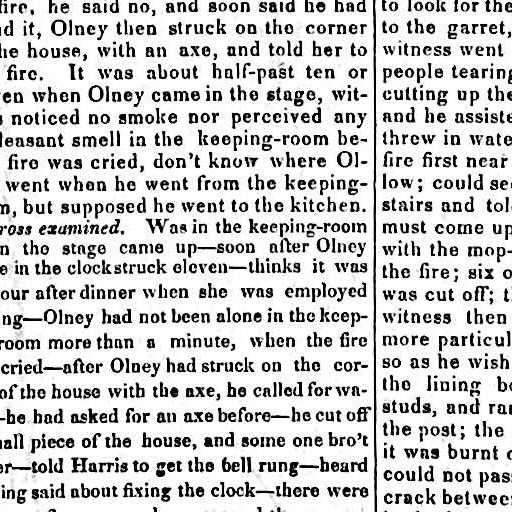 fire, he said no, and soon said he had
it, Olney then struck on the corner
house, with an axe, and told her to
fire. It was about half-past ten or
when Olney came in the stage, wit-
noticed no smoke nor perceived any
leasant smell in the keeping-room be-
fire was cried, don't know where Ol-
went when he went from the keeping-
but supposed he went to the kitchen.
ross examined. Was in the keeping-room
the stage came up—soon after Olney
in the clock struck eleven—thinks it was
our after dinner when she was employed
ng—Olney had not been alone in the keep-
room more than a minute, when the fire
cried—after Olney had struck on the cor-
of the house with the axe, he called for wa-
-he had asked for an axe before—he cut off
all piece of the house, and some one bro't
er—told Harris to get the bell rung—heard
ing said about fixing the clock—there were
to look for the
to the garret,
witness went
people tearing
cutting up the
and he assiste
threw in wate
fire first near
low; could see
stairs and tol
must come up
with the mop-
the fire; six o
was cut off; t
witness then
more particul
so as he wish
the lining b
studs, and ra
the post; the
it was burnt
could not pas
crack between